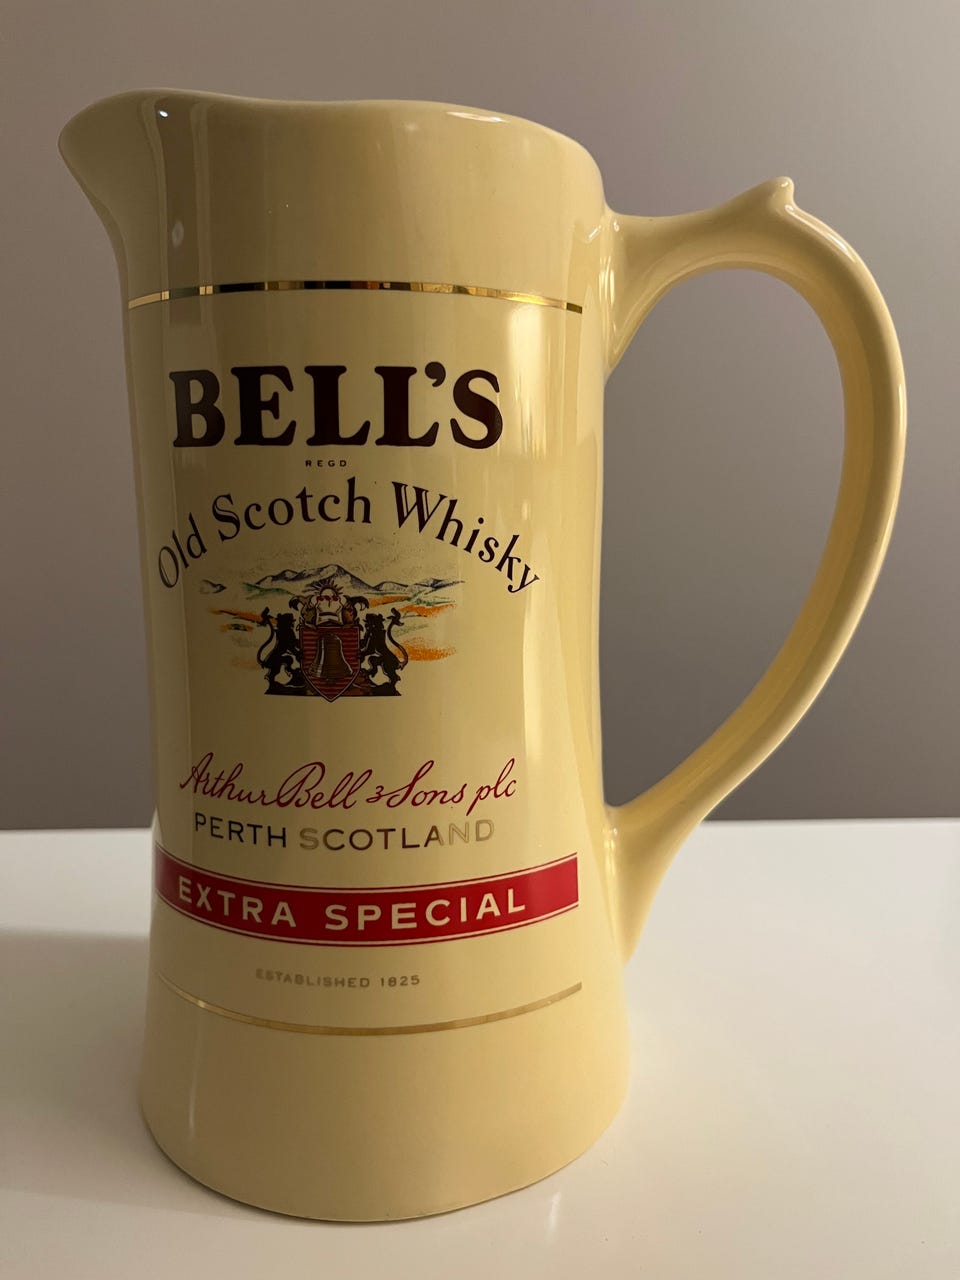 BELL'S
REGD
Old Scotch Whisky
Arthur Bell & Sons plc
PERTH SCOTLAND
EXTRA SPECIAL
ESTABLISHED 1825